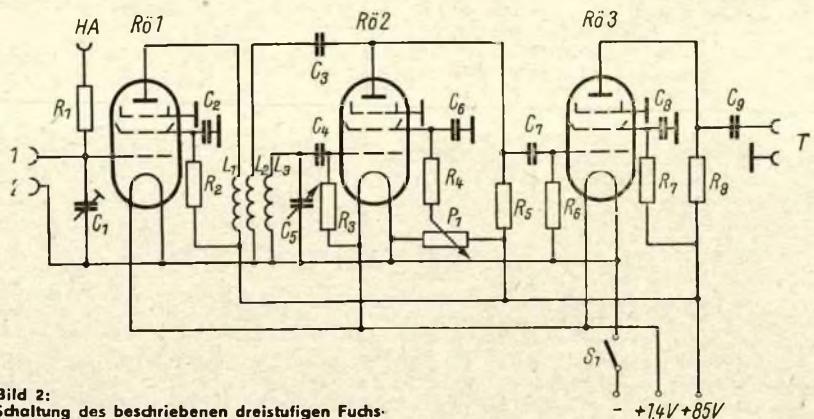 HA
Rö1
Rö2
Rö3
R1
C2
C3
C4
C6
C7
C8
C9
1
2
C1
R2
L1
L2
L3
C5
R3
R4
P1
R5
R6
R7
R8
T
S1
- +1,4V +85V
Bild 2:
Schaltung des beschriebenen dreistufigen Fuchs-